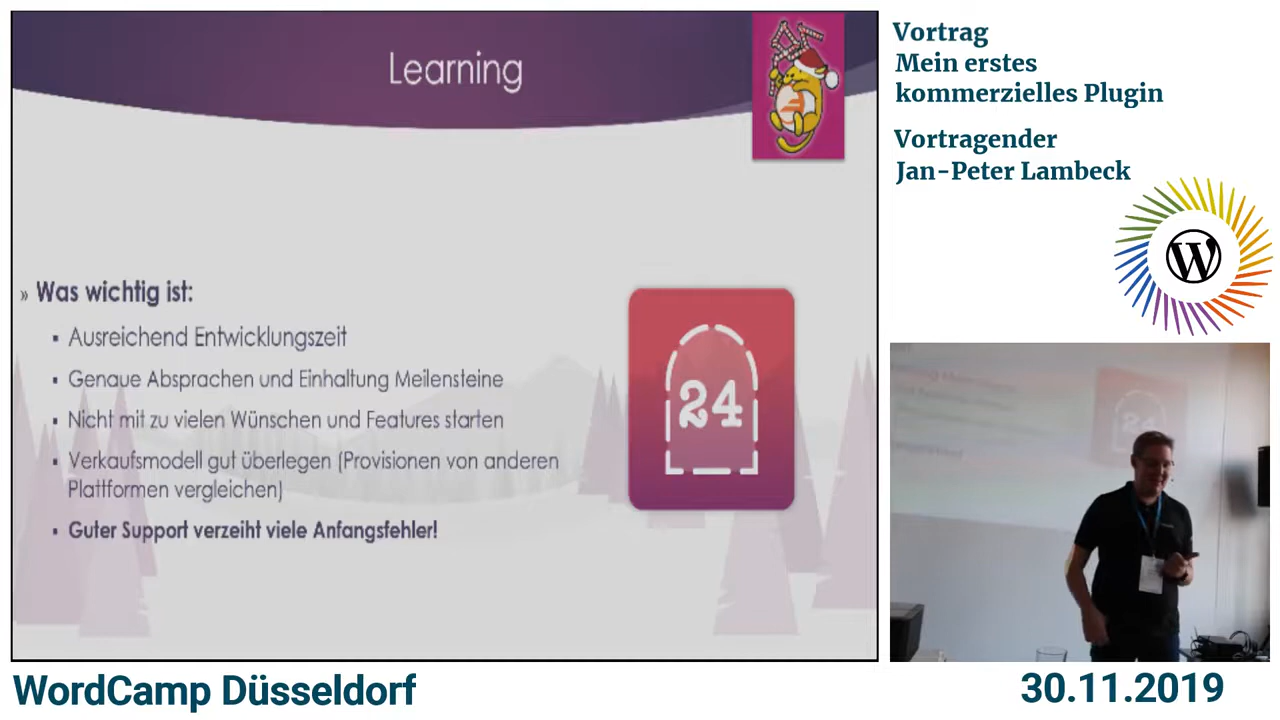 Learning
» Was wichtig ist:
▪ Ausreichend Entwicklungszeit
▪ Genaue Absprachen und Einhaltung Meilensteine
▪ Nicht mit zu vielen Wünschen und Features starten
▪ Verkaufsmodell gut überlegen (Provisionen von anderen
Plattformen vergleichen)
▪ Guter Support verzeiht viele Anfangsfehler!
24
Vortrag
Mein erstes
kommerzielles Plugin
Vortragender
Jan-Peter Lambeck
W
24
WordCamp Düsseldorf
30.11.2019